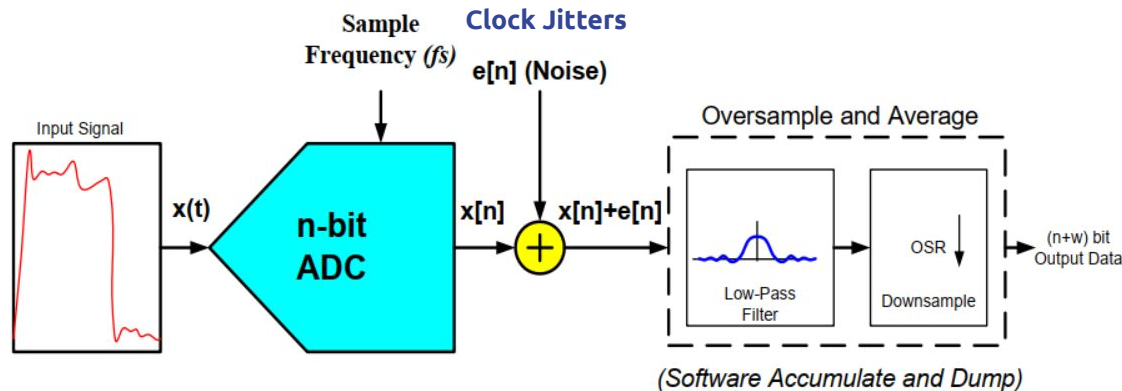 Clock Jitters
Sample
Frequency (fs)
e[n] (Noise)
Oversample and Average
Input Signal
x(t)
n-bit
ADC
x[n]
x[n]+e[n]
Low-Pass
Filter
OSR
Downsample
(n+w) bit
Output Data
(Software Accumulate and Dump)